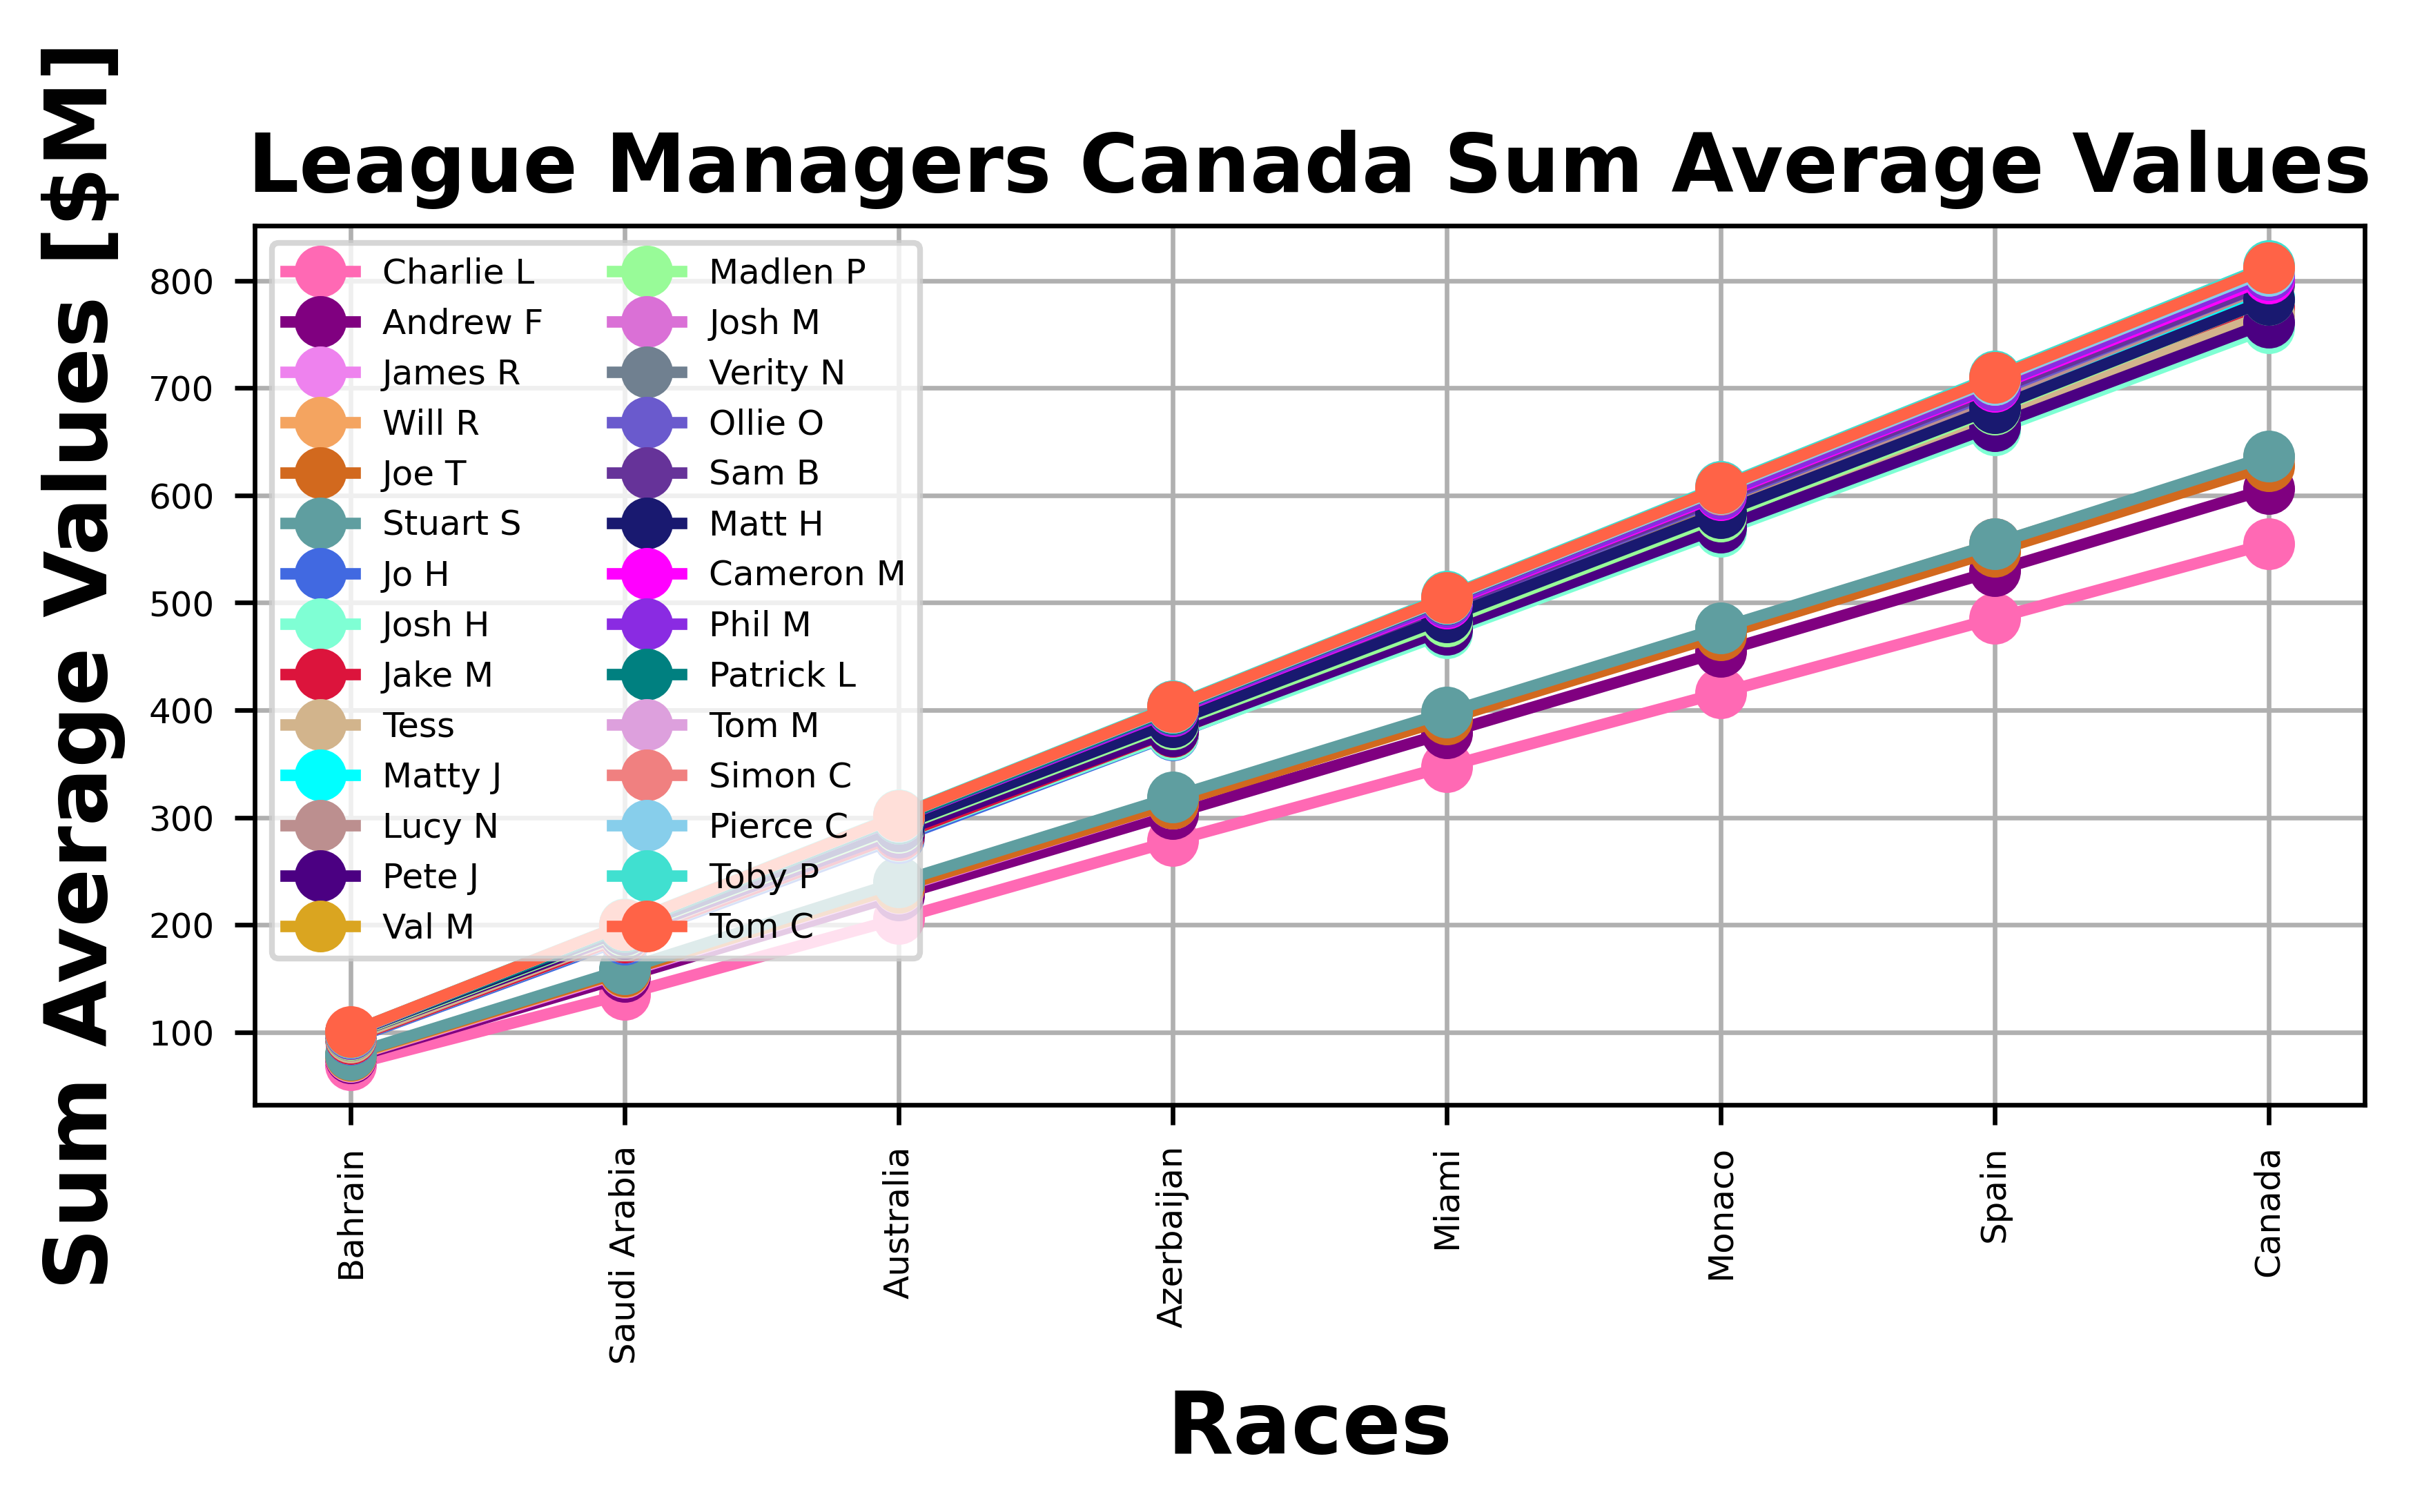 League Managers Canada Sum Average Values
Sum Average Values [$M]
800
700
600
500
400
300
200
100
Charlie L
Andrew F
James R
Will R
Joe T
Stuart S
Jo H
Josh H
Jake M
Tess
Matty J
Lucy N
Pete J
Val M
Madlen P
Josh M
Verity N
Ollie O
Sam B
Matt H
Cameron M
Phil M
Patrick L
Tom M
Simon C
Pierce C
Toby P
Tom C
Bahrain
Saudi Arabia
Australia
Azerbaijan
Miami
Monaco
Spain
Canada
Races